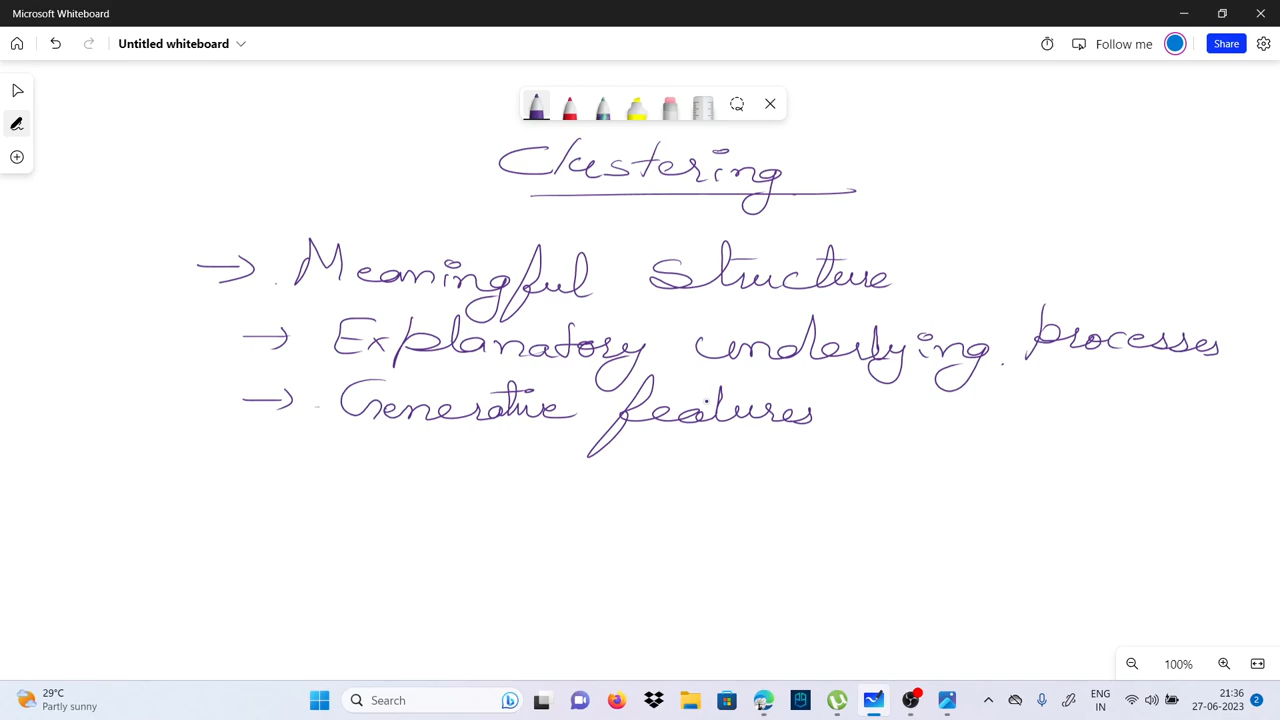 Microsoft Whiteboard
Untitled whiteboard
Follow me
Share
Clustering
→ Meaningful structure
→ Explanatory underlying processes
→ Generative features
100%
29°C
Partly sunny
Search
ENG
IN
21:36
27-06-2023
2